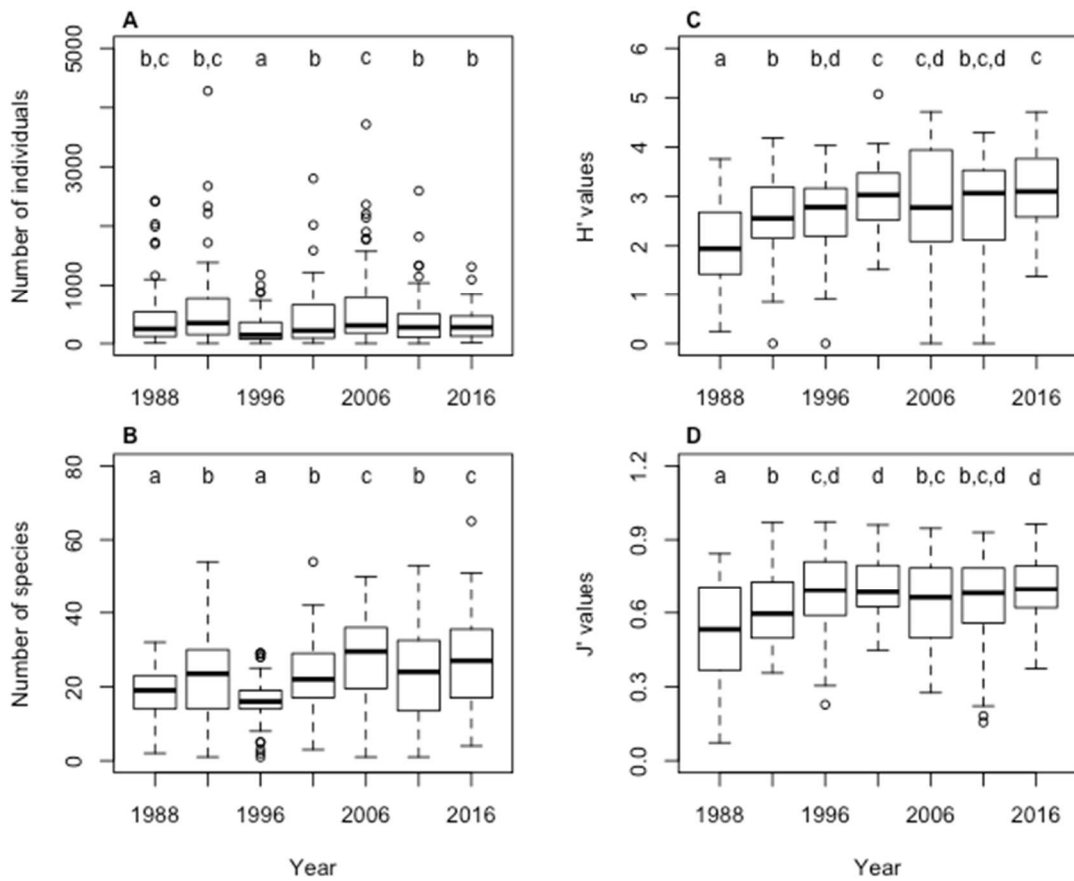 A
Number of individuals
5000
3000
1000
0
b,c b,c a b c b b
1988 1996 2006 2016
B
Number of species
80
60
40
20
0
a b a b c b c
1988 1996 2006 2016
Year
C
H' values
6
5
4
3
2
1
0
a b b,d c c,d b,c,d c
1988 1996 2006 2016
D
J' values
1.2
0.9
0.6
0.3
0.0
a b c,d d b,c b,c,d d
1988 1996 2006 2016
Year